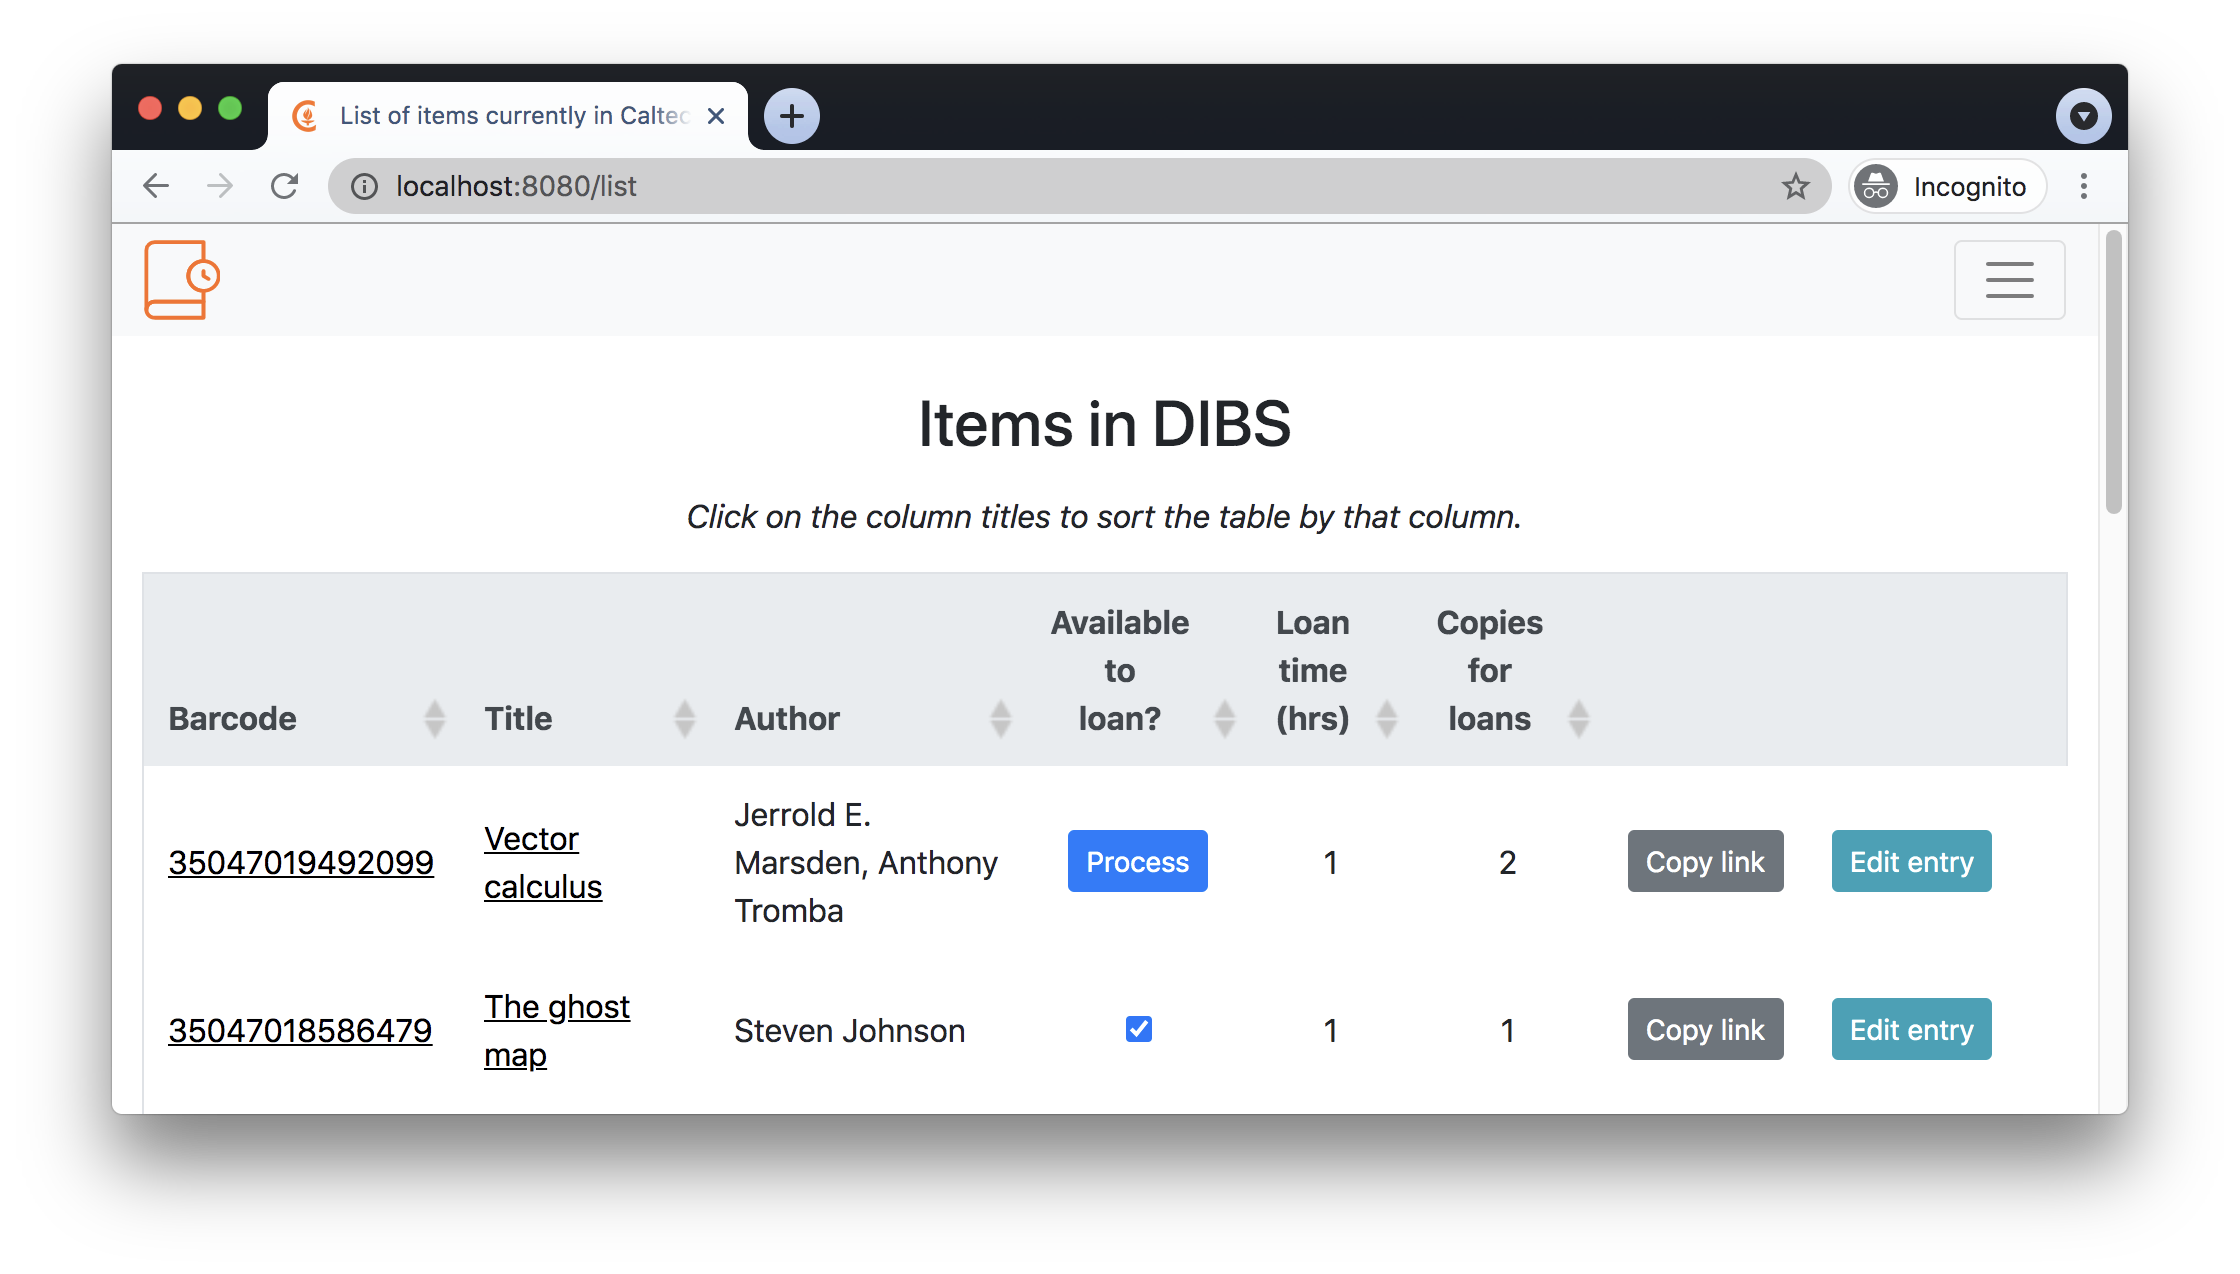 List of items currently in Caltec
localhost:8080/list
Incognito
Items in DIBS
Click on the column titles to sort the table by that column.
Barcode
Title
Author
Available
to
loan?
Loan
time
(hrs)
Copies
for
loans
35047019492099
Vector
calculus
Jerrold E.
Marsden, Anthony
Tromba
Process
1
2
Copy link
Edit entry
35047018586479
The ghost
map
Steven Johnson
1
1
Copy link
Edit entry